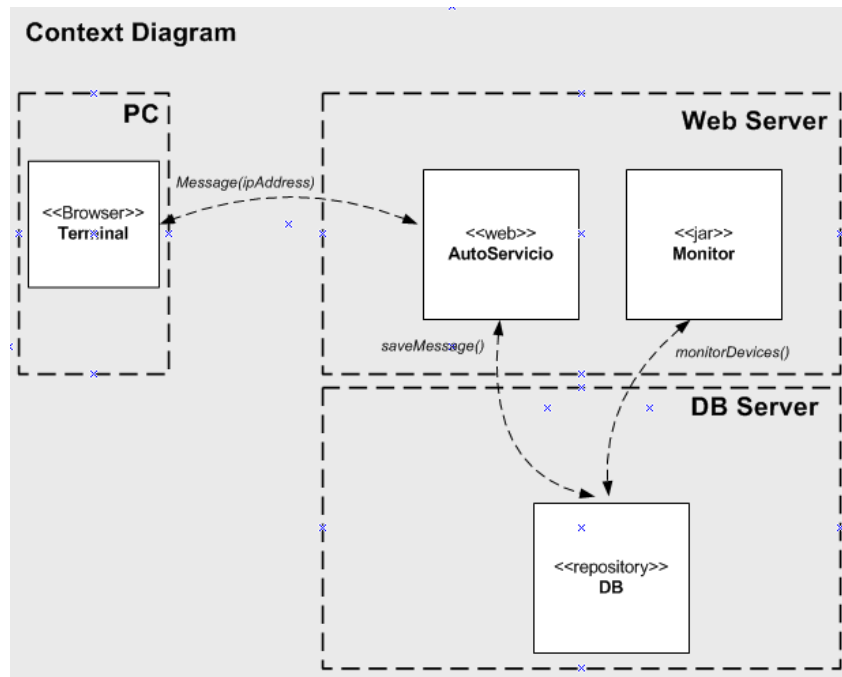 Context Diagram
PC
Web Server
Message(ipAddress)
<<Browser>>
Terminal
<<web>>
AutoServicio
<<jar>>
Monitor
saveMessage()
monitorDevices()
DB Server
<<repository>>
DB